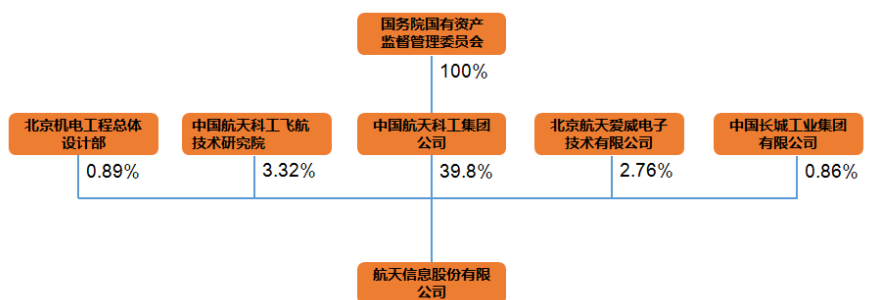 国务院国有资产
监督管理委员会
100%
北京机电工程总体
设计部
中国航天科工飞航
技术研究院
中国航天科工集团
公司
北京航天爱威电子
技术有限公司
中国长城工业集团
有限公司
0.89%
3.32%
39.8%
2.76%
0.86%
航天信息股份有限
公司